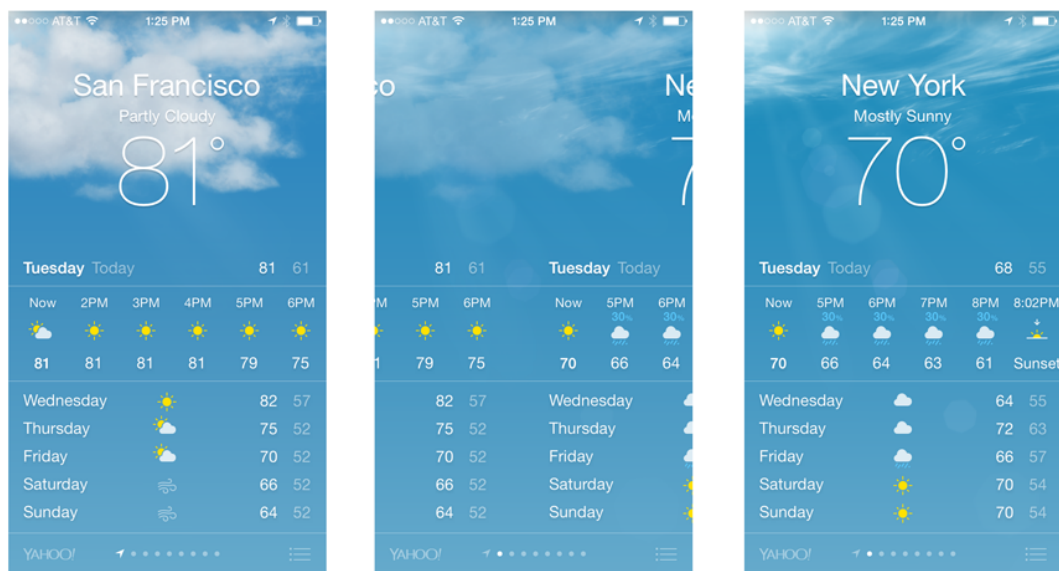 AT&T 1:25 PM
San Francisco
Partly Cloudy
81°
Tuesday Today 81 61
Now 2PM 3PM 4PM 5PM 6PM
81 81 81 81 79 75
Wednesday 82 57
Thursday 75 52
Friday 70 52
Saturday 66 52
Sunday 64 52
YAHOO!
AT&T 1:25 PM
co Ne
M
7
81 61 Tuesday Today
PM 5PM 6PM Now 5PM 6PM
30% 30%
1 79 75 70 66 64
82 57 Wednesday
75 52 Thursday
70 52 Friday
66 52 Saturday
64 52 Sunday
YAHOO!
AT&T 1:25 PM
New York
Mostly Sunny
70°
Tuesday Today 68 55
Now 5PM 6PM 7PM 8PM 8:02PM
30% 30% 30% 30%
70 66 64 63 61 Sunset
Wednesday 64 55
Thursday 72 63
Friday 66 57
Saturday 70 54
Sunday 70 54
YAHOO!